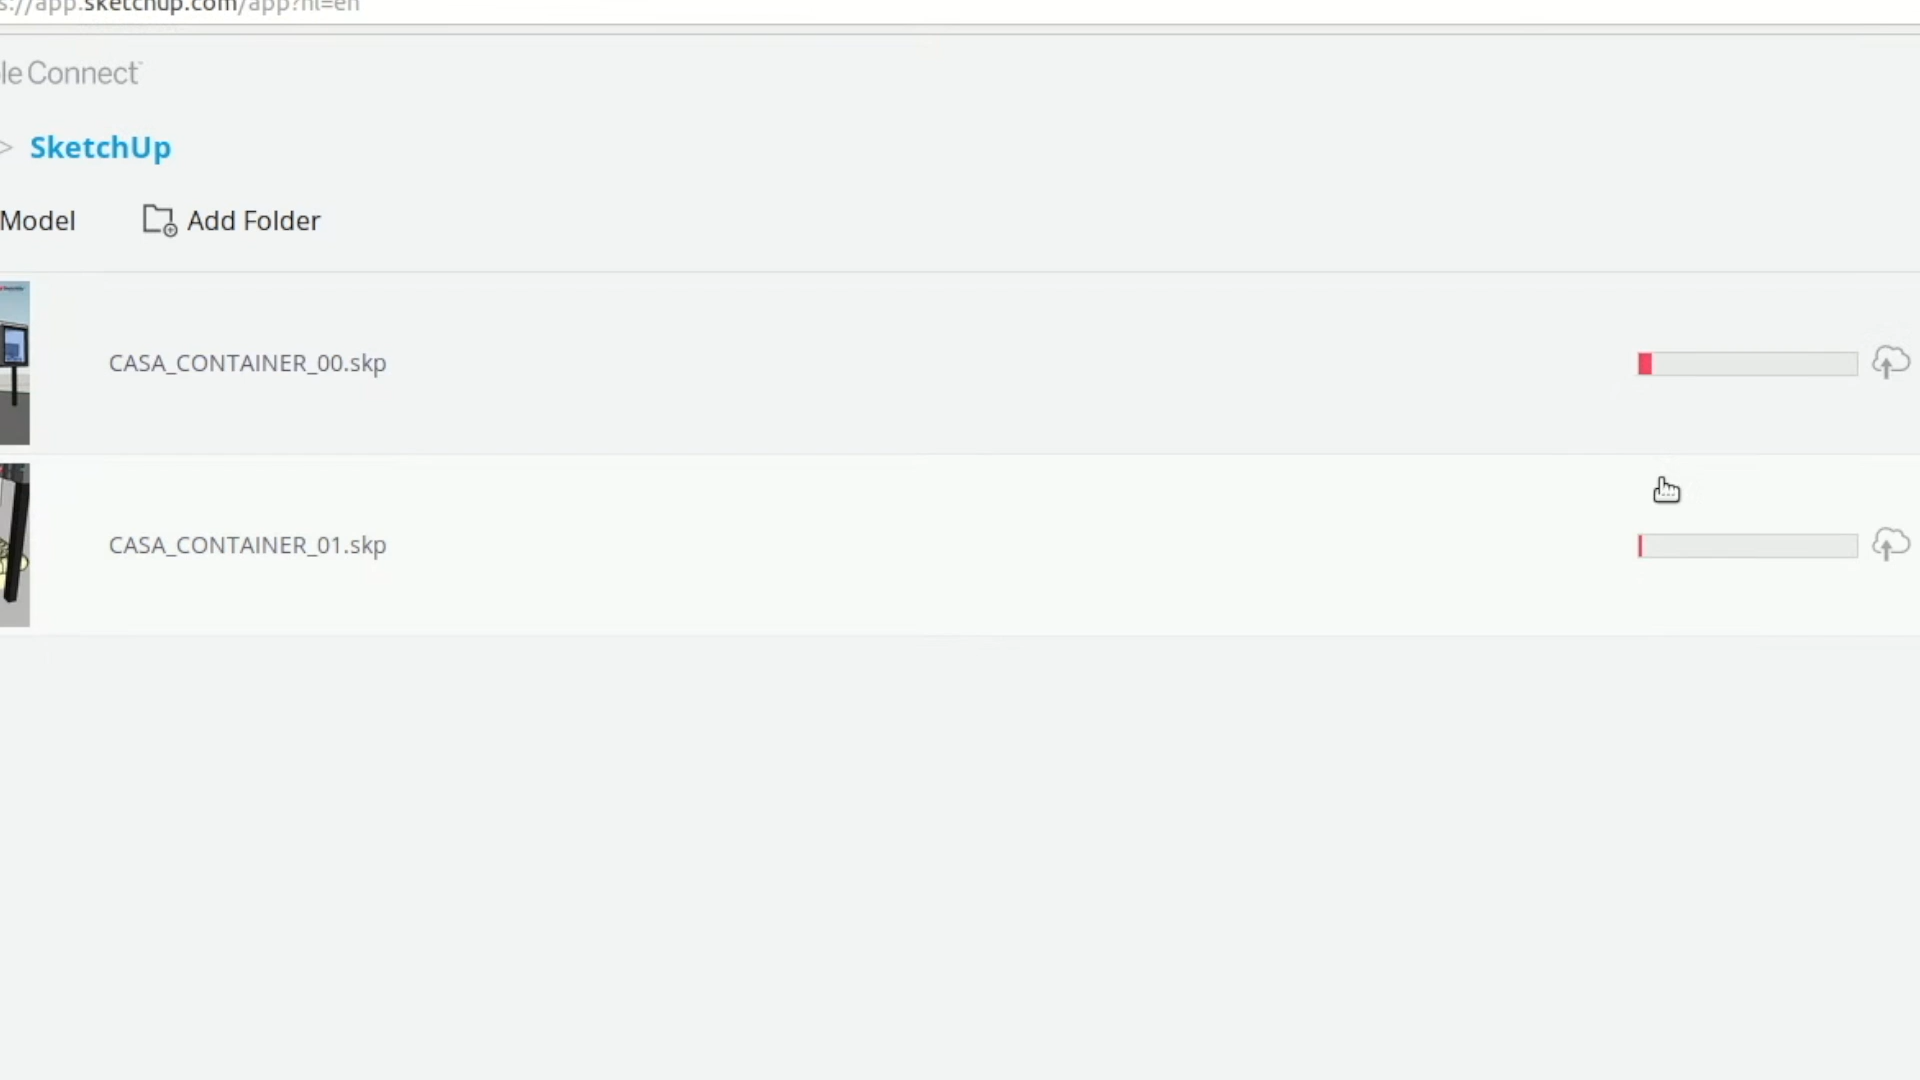 s://app.sketchup.com/app?hl=en
le Connect
> SketchUp
Model Add Folder
CASA_CONTAINER_00.skp
CASA_CONTAINER_01.skp